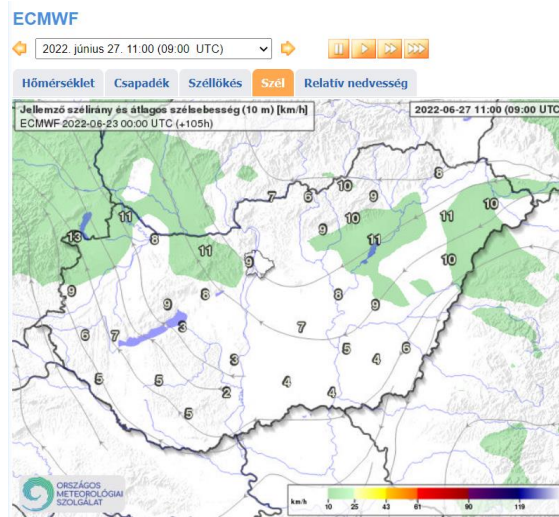 ECMWF
2022. június 27. 11:00 (09:00 UTC)
Hőmérséklet Csapadék Széllökés Szél Relatív nedvesség
Jellemző szélirány és átlagos szélsebesség (10 m) [km/h]
2022-06-27 11:00 (09:00 UTC)
ECMWF 2022-06-23 00:00 UTC (+105h)
8
7 6 10 9
11 10 11 10
13 8 9 11
11 9 10
9 9 8 8 9
6 7 3 7
3 5 4 6
5 5 2 4 4
5
ORSZÁGOS
METEOROLÓGIAI
SZOLGÁLAT
km/h
10 25 43 61 90 119